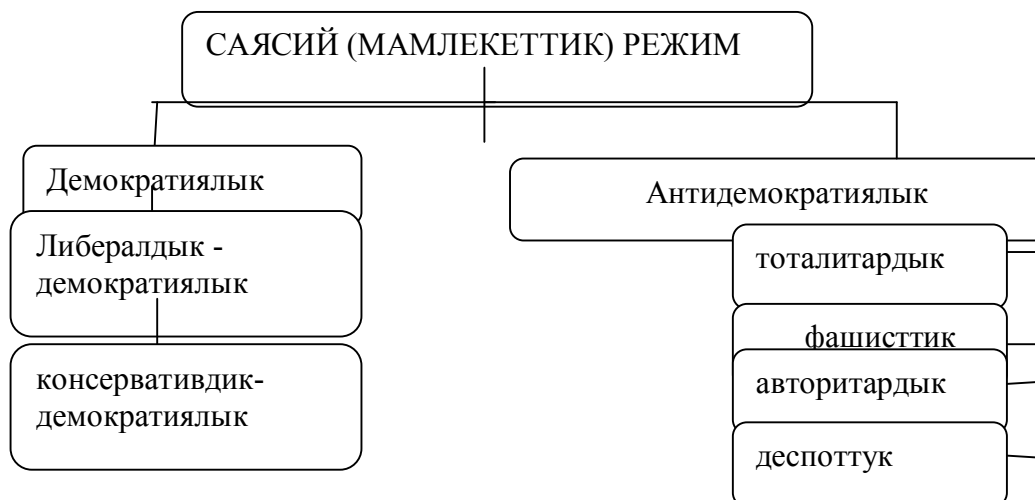 САЯСИЙ (МАМЛЕКЕТТИК) РЕЖИМ
Демократиялык
Либералдык -
демократиялык
консервативдик-
демократиялык
Антидемократиялык
тоталитардык
фашисттик
авторитардык
деспоттук